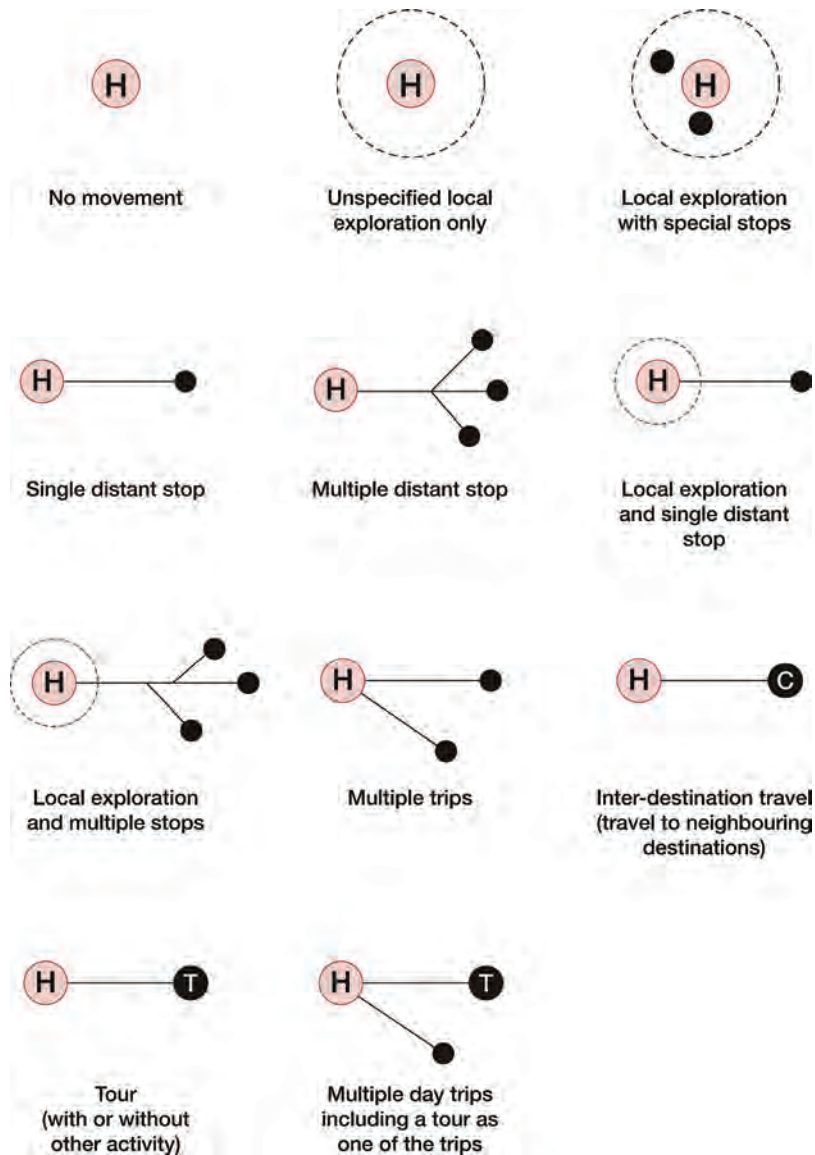 H
H
H
No movement
Unspecified local
exploration only
Local exploration
with special stops
H
H
H
Single distant stop
Multiple distant stop
Local exploration
and single distant
stop
H
H
H
C
Local exploration
and multiple stops
Multiple trips
Inter-destination travel
(travel to neighbouring
destinations)
H
T
H
T
Tour
(with or without
other activity)
Multiple day trips
including a tour as
one of the trips